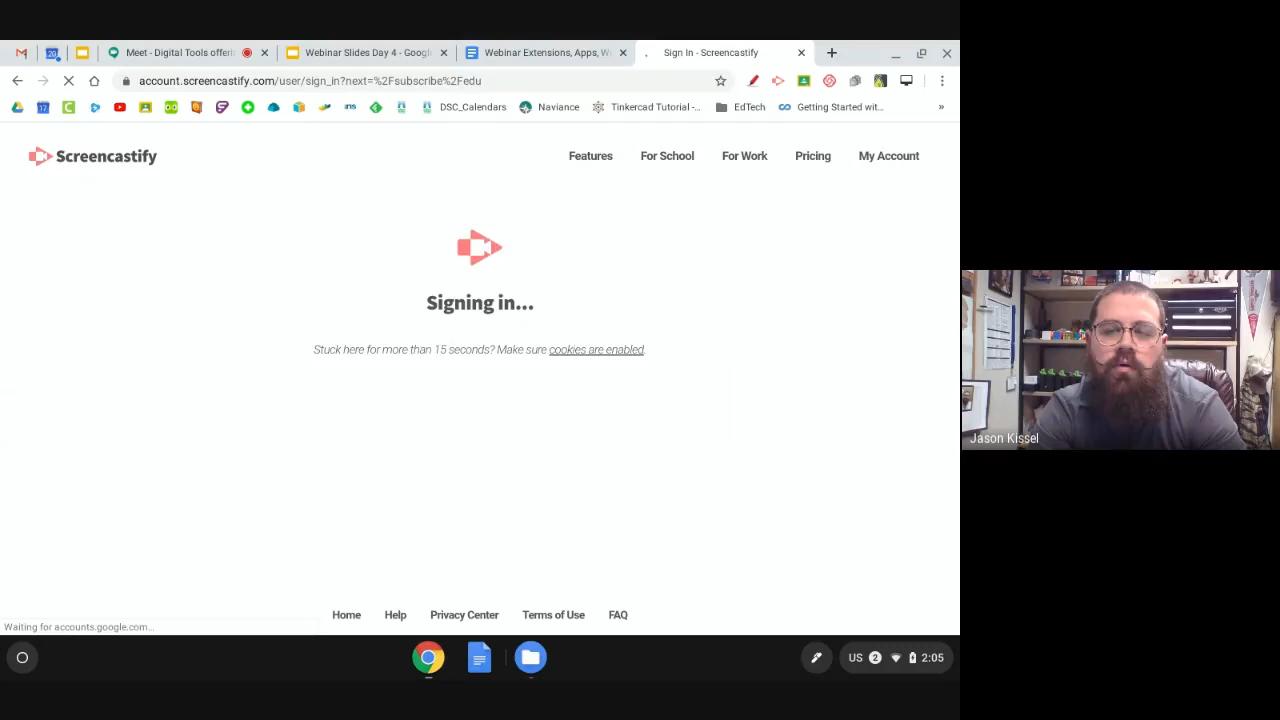 Meet - Digital Tools offeri
Webinar Slides Day 4 - Googl
Webinar Extensions, Apps, W
Sign In - Screencastify
account.screencastify.com/user/sign_in?next=%2Fsubscribe%2Fedu
DSC_Calendars
Naviance
Tinkercad Tutorial -...
EdTech
Getting Started wit...
»
Screencastify
Features
For School
For Work
Pricing
My Account
Signing in...
Stuck here for more than 15 seconds? Make sure cookies are enabled.
Jason Kissel
Home
Help
Privacy Center
Terms of Use
FAQ
Waiting for accounts.google.com...
US
2
2:05